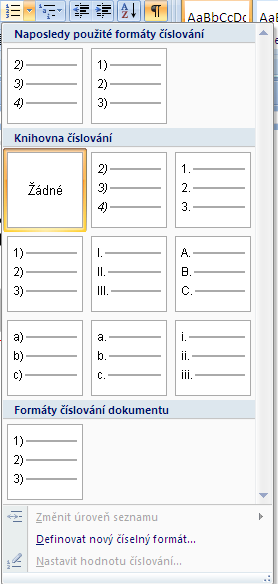 AaBbCcDc AaB
Naposledy použité formáty číslování
2) 1)
3) 2)
4) 3)
Knihovna číslování
Žádné
2) 1.
3) 2.
4) 3.
1) I. A.
2) II. B.
3) III. C.
a) a. i.
b) b. ii.
c) c. iii.
Formáty číslování dokumentu
1)
2)
3)
Změnit úroveň seznamu
Definovat nový číselný formát...
Nastavit hodnotu číslování...